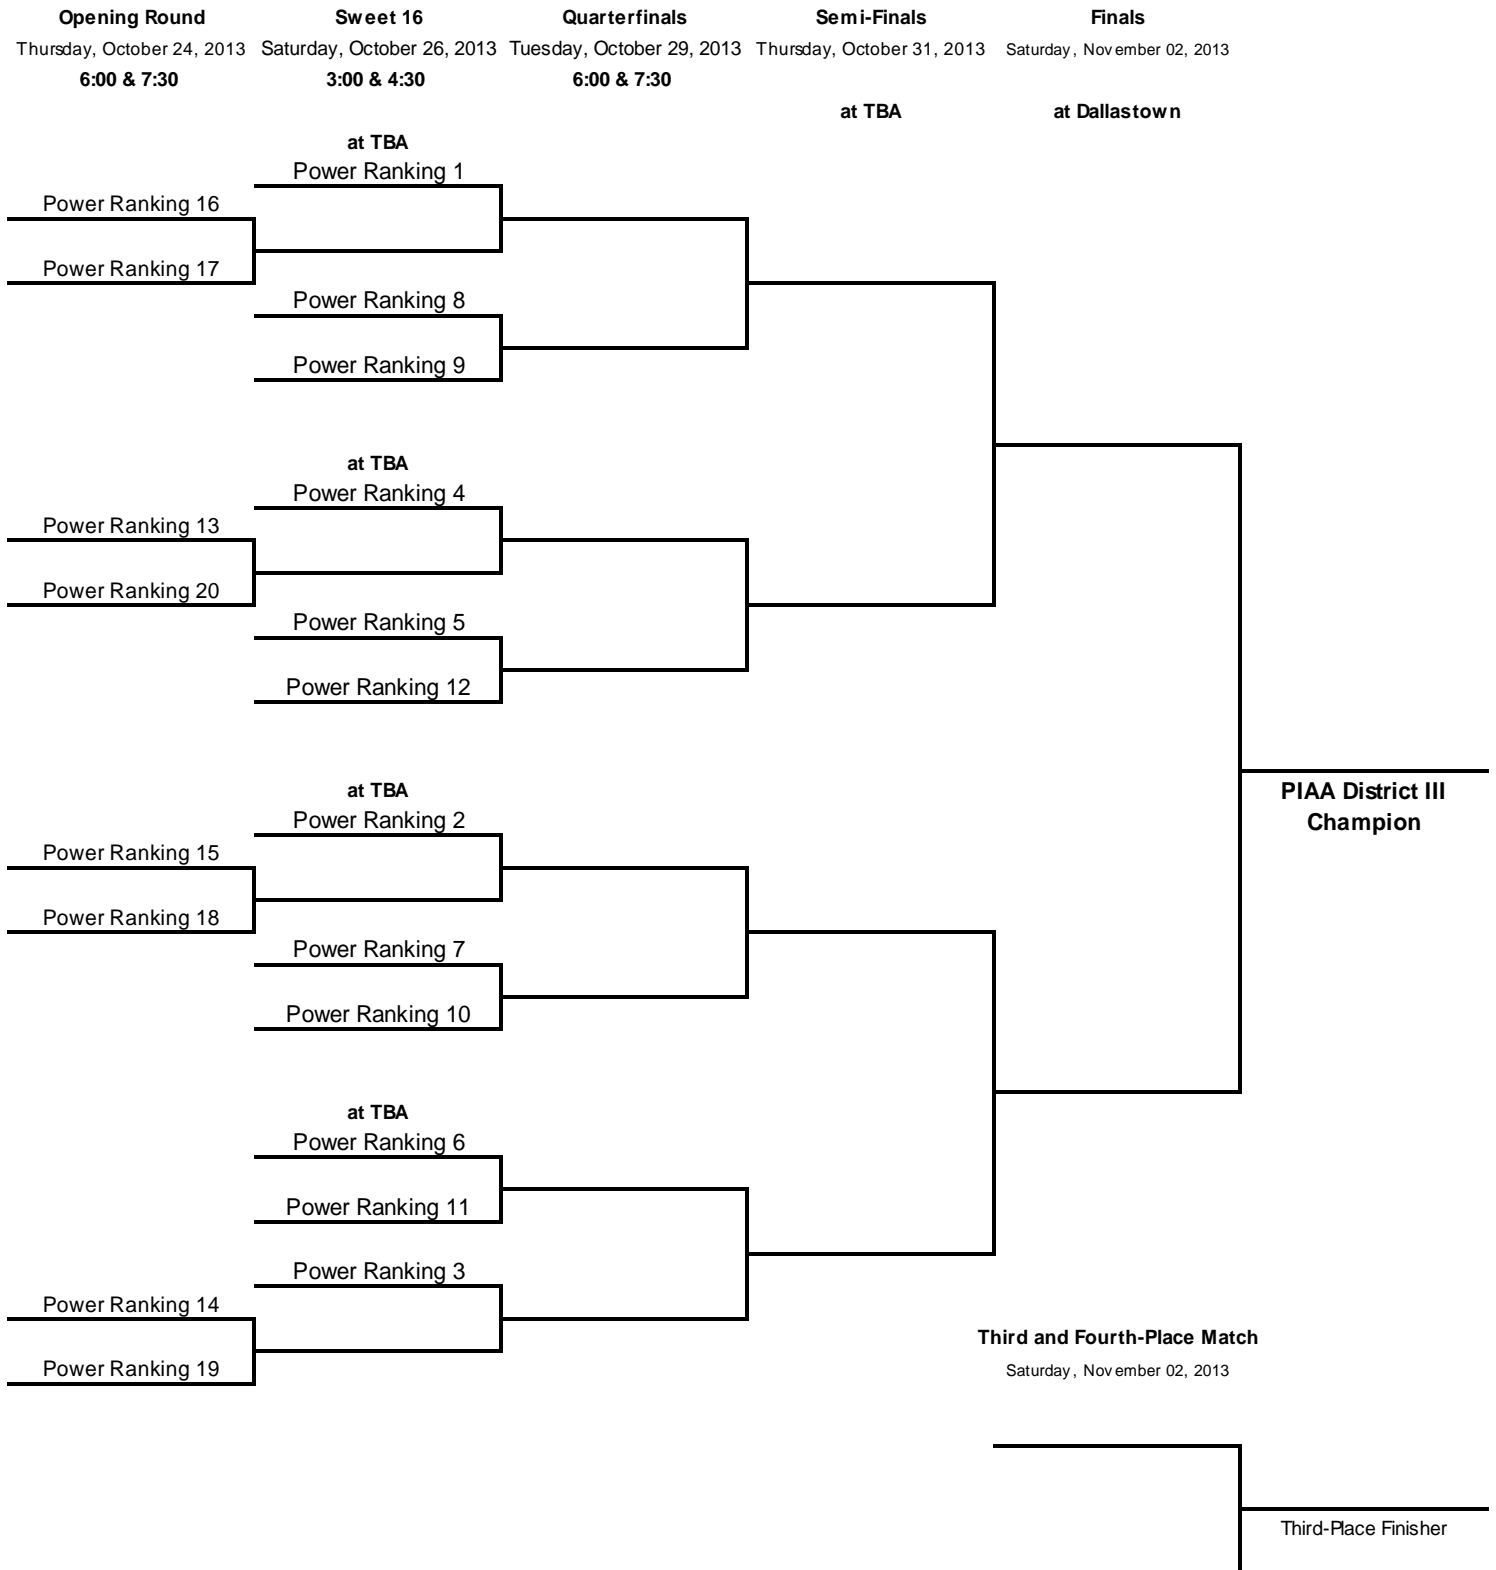 Opening Round Sweet 16 Quarterfinals Semi-Finals Finals
Thursday, October 24, 2013 Saturday, October 26, 2013 Tuesday, October 29, 2013 Thursday, October 31, 2013 Saturday, November 02, 2013
6:00 & 7:30 3:00 & 4:30 6:00 & 7:30
at TBA at Dallastown
at TBA
Power Ranking 1
Power Ranking 16
Power Ranking 17
Power Ranking 8
Power Ranking 9
at TBA
Power Ranking 4
Power Ranking 13
Power Ranking 20
Power Ranking 5
Power Ranking 12
at TBA
PIAA District III
Power Ranking 2
Champion
Power Ranking 15
Power Ranking 18
Power Ranking 7
Power Ranking 10
at TBA
Power Ranking 6
Power Ranking 11
Power Ranking 3
Power Ranking 14
Third and Fourth-Place Match
Power Ranking 19
Saturday, November 02, 2013
Third-Place Finisher